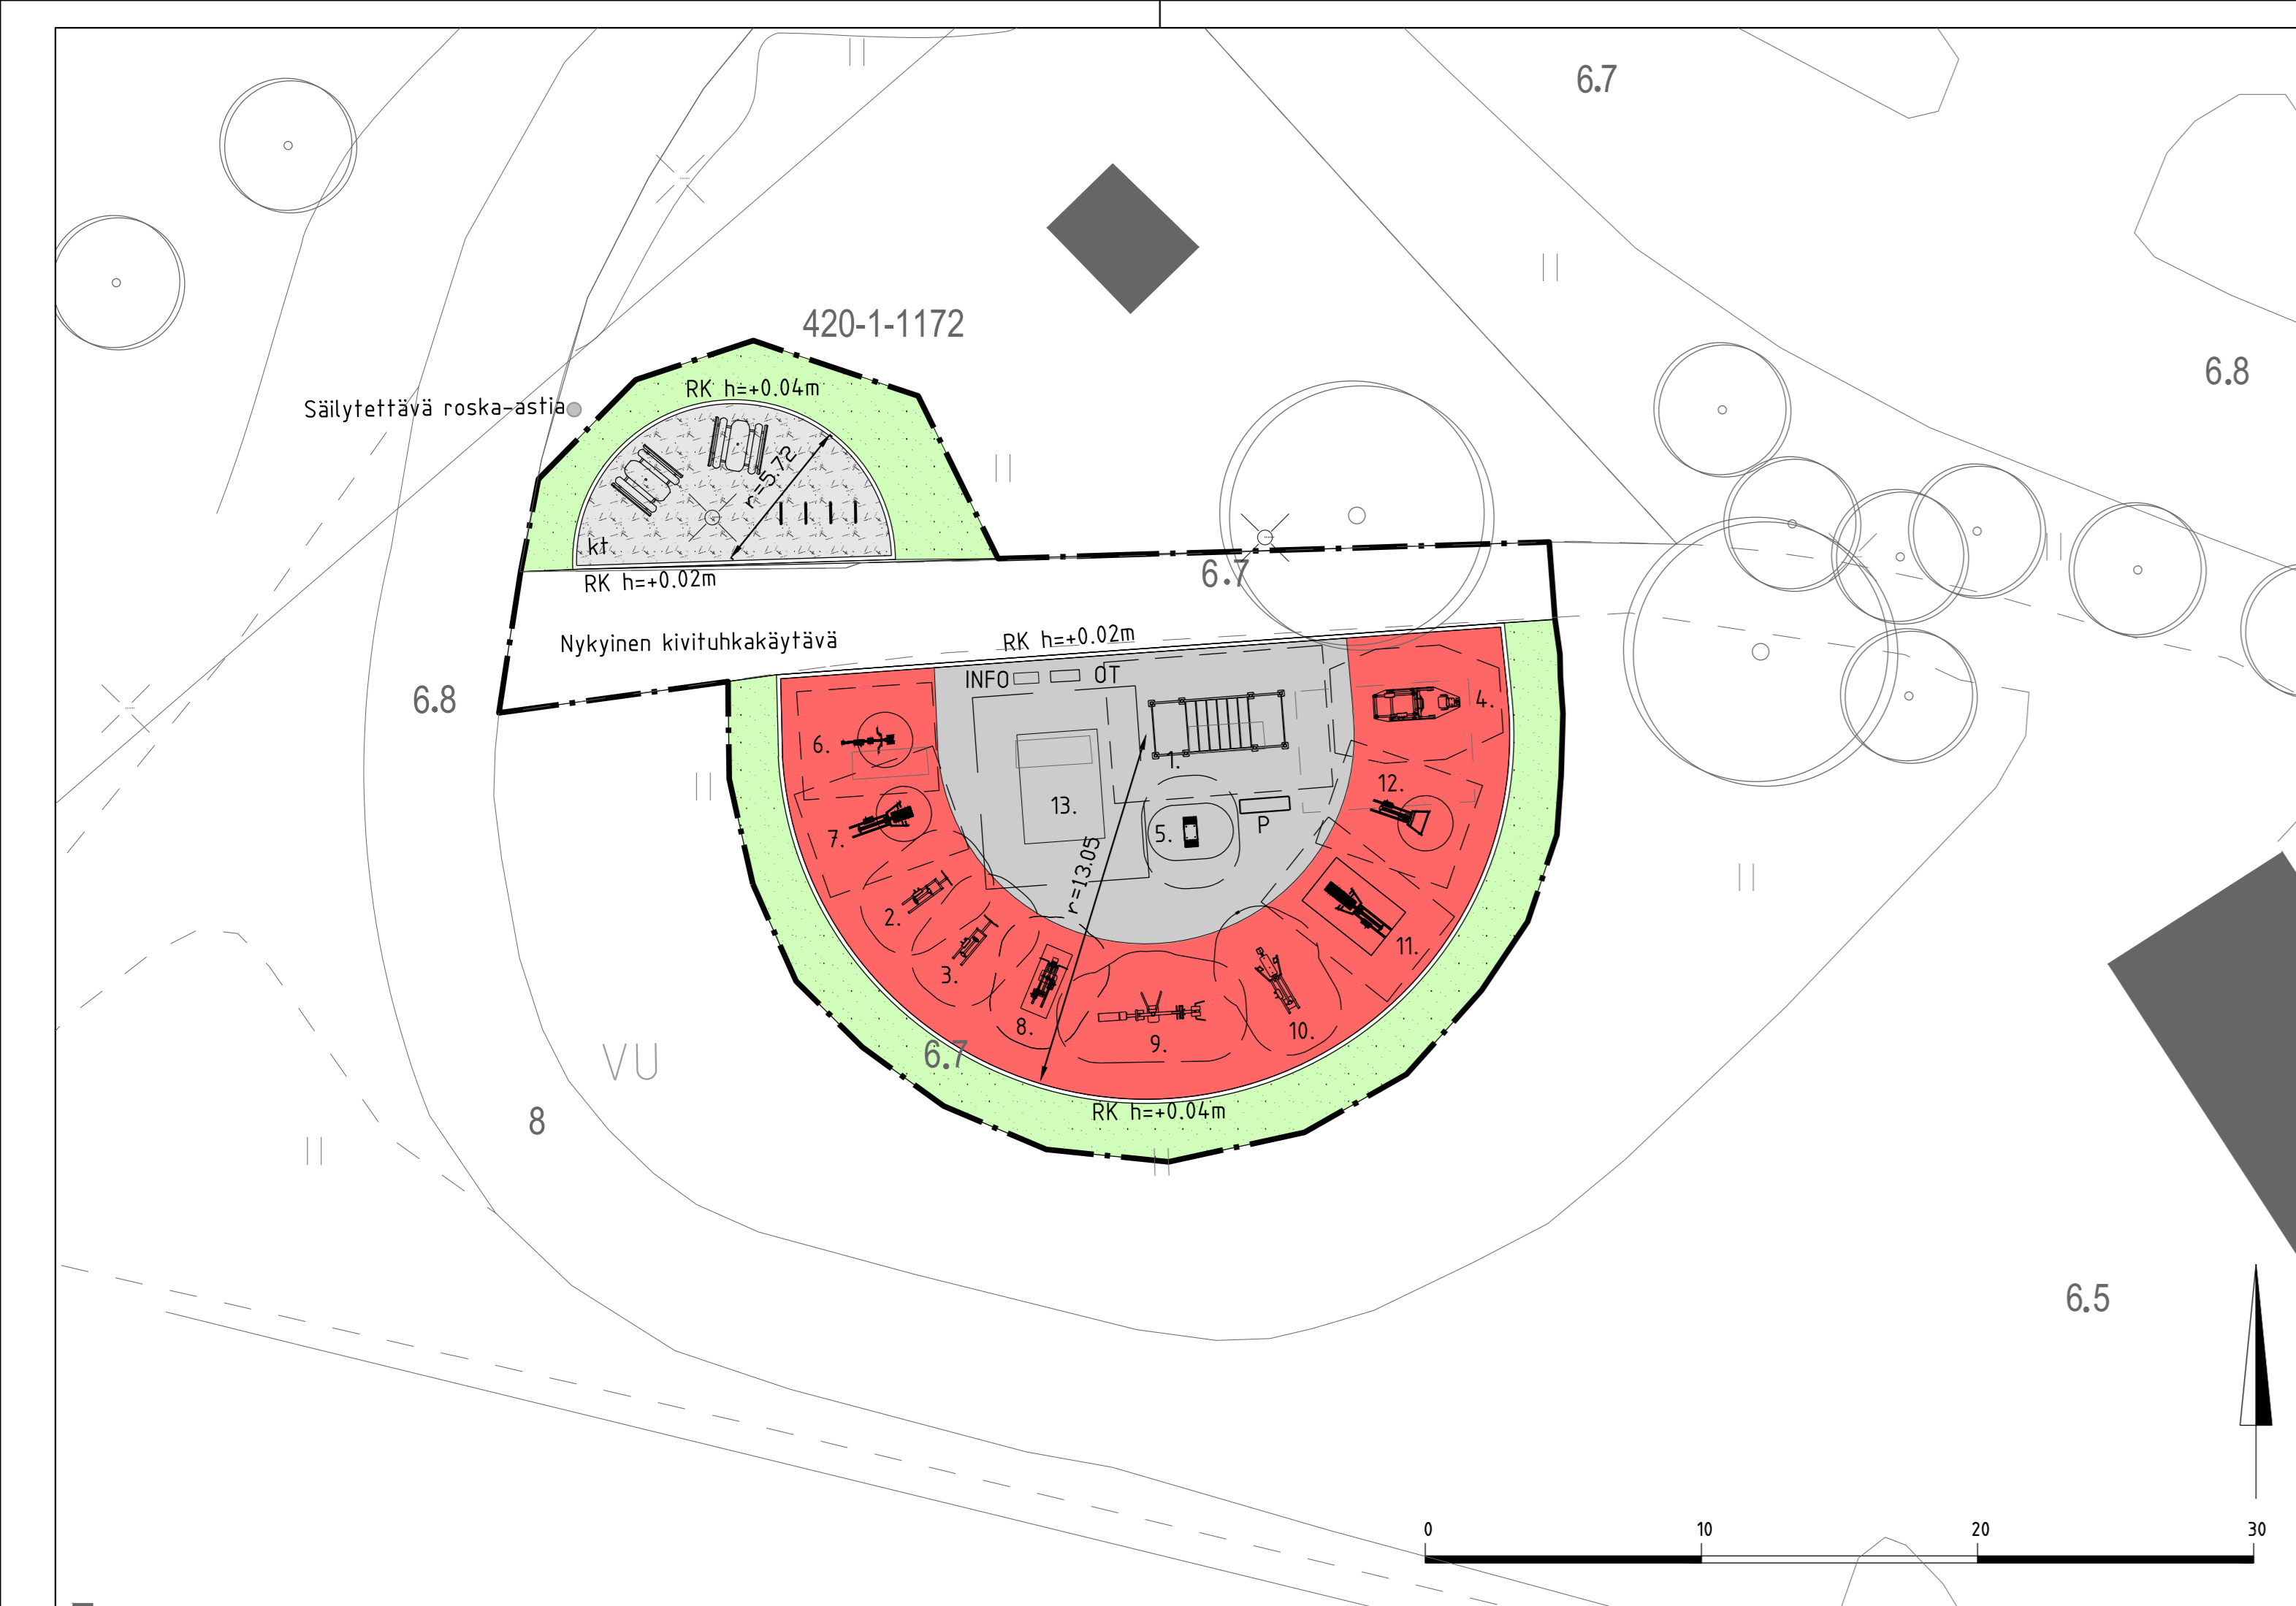 6.7
420-1-1172
6.8
RK h=+0.04m
Säilytettävä roska-astia
r=5.72
kt
RK h=+0.02m
6.7
Nykyinen kivituhkakäytävä
RK h=+0.02m
INFO
OT
6.8
4.
6.
1.
12.
13.
7.
5.
P
r=13.05
2.
11.
3.
8.
10.
9.
6.7
VU
8
RK h=+0.04m
6.5
0
10
20
30